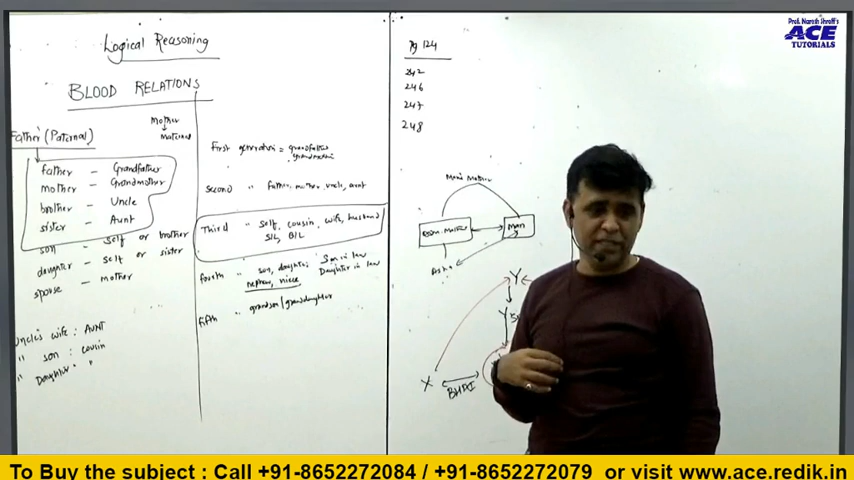 Logical Reasoning
BLOOD RELATIONS
Father (Paternal)
Mother
Maternal
father – Grandfather
mother – Grandmother
brother – Uncle
sister – Aunt
son – self or brother
daughter – self or sister
spouse – mother
uncle's wife : AUNT
" son : cousin
" Daughter : "
First generation = grandfather
grandmother
second " father, mother, uncle, aunt
Third " self, cousin, wife, husband
SIL, BIL
fourth " son, daughter, Son in law
nephew, niece Daughter in law
fifth " grandson/granddaughter
Pg 124
242
246
247
248
Man's Mother
Man
Asha
Y
Y
X
BHAI
Prof. Naresh Shroff's
ACE
TUTORIALS
To Buy the subject : Call +91-8652272084 / +91-8652272079 or visit www.ace.redik.in